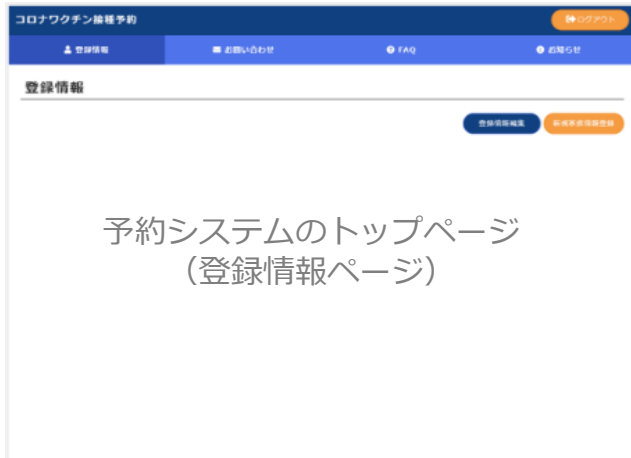 コロナワクチン接種予約
ログアウト
登録情報
お問い合わせ
FAQ
お知らせ
登録情報
登録情報編集
予約システムのトップページ
（登録情報ページ）